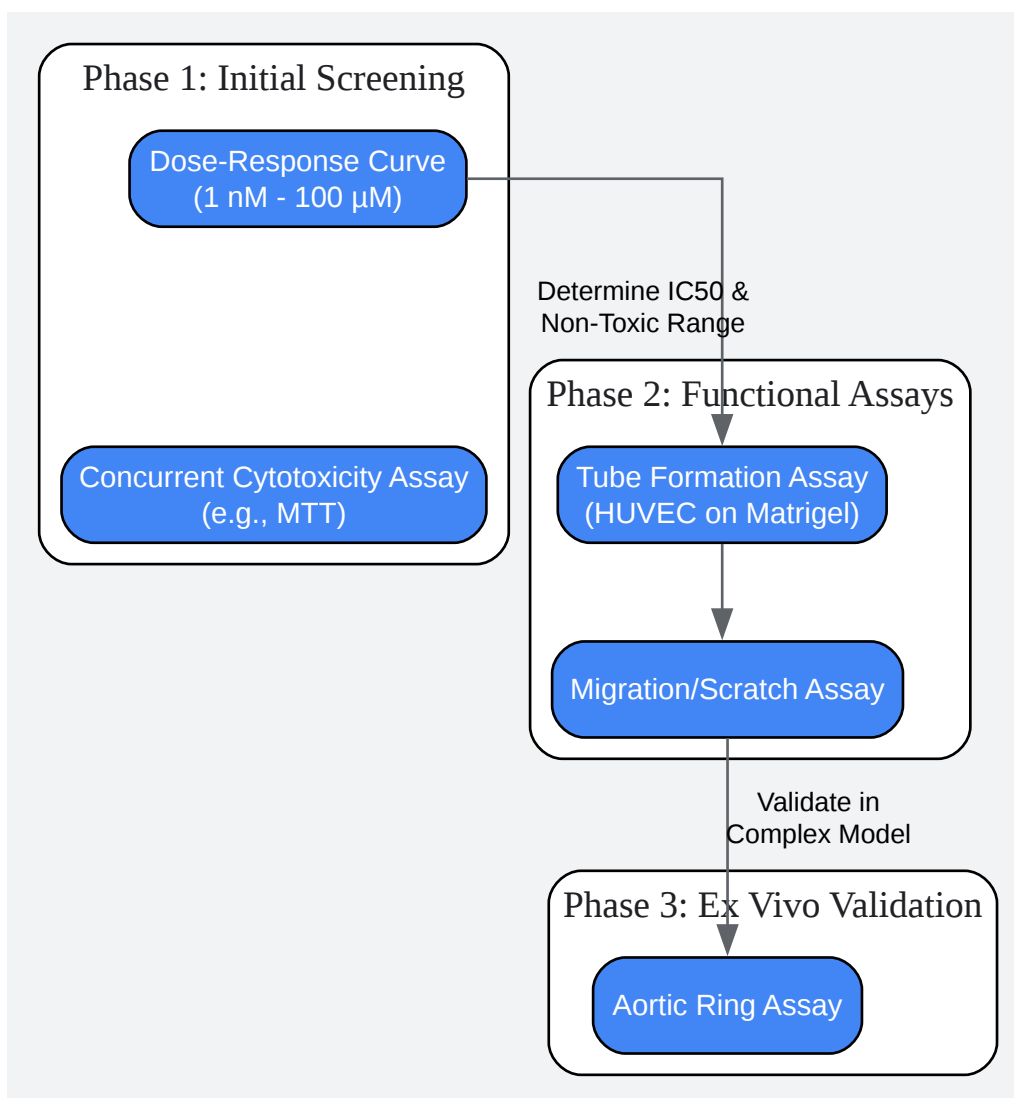 Phase 1: Initial Screening
Dose-Response Curve
(1 nM - 100 µM)
Determine IC50 &
Non-Toxic Range
Concurrent Cytotoxicity Assay
(e.g., MTT)
Phase 2: Functional Assays
Tube Formation Assay
(HUVEC on Matrigel)
Migration/Scratch Assay
Validate in
Complex Model
Phase 3: Ex Vivo Validation
Aortic Ring Assay